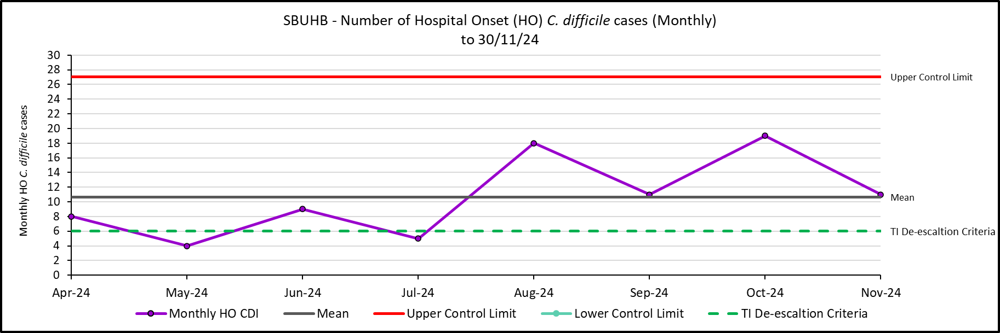 SBUHB - Number of Hospital Onset (HO) C. difficile cases (Monthly)
to 30/11/24
Monthly HO C. difficile cases
30
28
26
24
22
20
18
16
14
12
10
8
6
4
2
0
Upper Control Limit
Mean
TI De-escaltion Criteria
Apr-24 May-24 Jun-24 Jul-24 Aug-24 Sep-24 Oct-24 Nov-24
Monthly HO CDI Mean Upper Control Limit Lower Control Limit TI De-escaltion Criteria